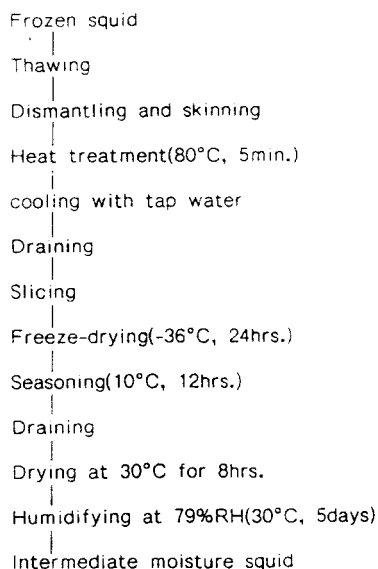 Frozen squid
Thawing
Dismantling and skinning
Heat treatment(80°C, 5min.)
cooling with tap water
Draining
Slicing
Freeze-drying(-36°C, 24hrs.)
Seasoning(10°C, 12hrs.)
Draining
Drying at 30°C for 8hrs.
Humidifying at 79%RH(30°C, 5days)
Intermediate moisture squid